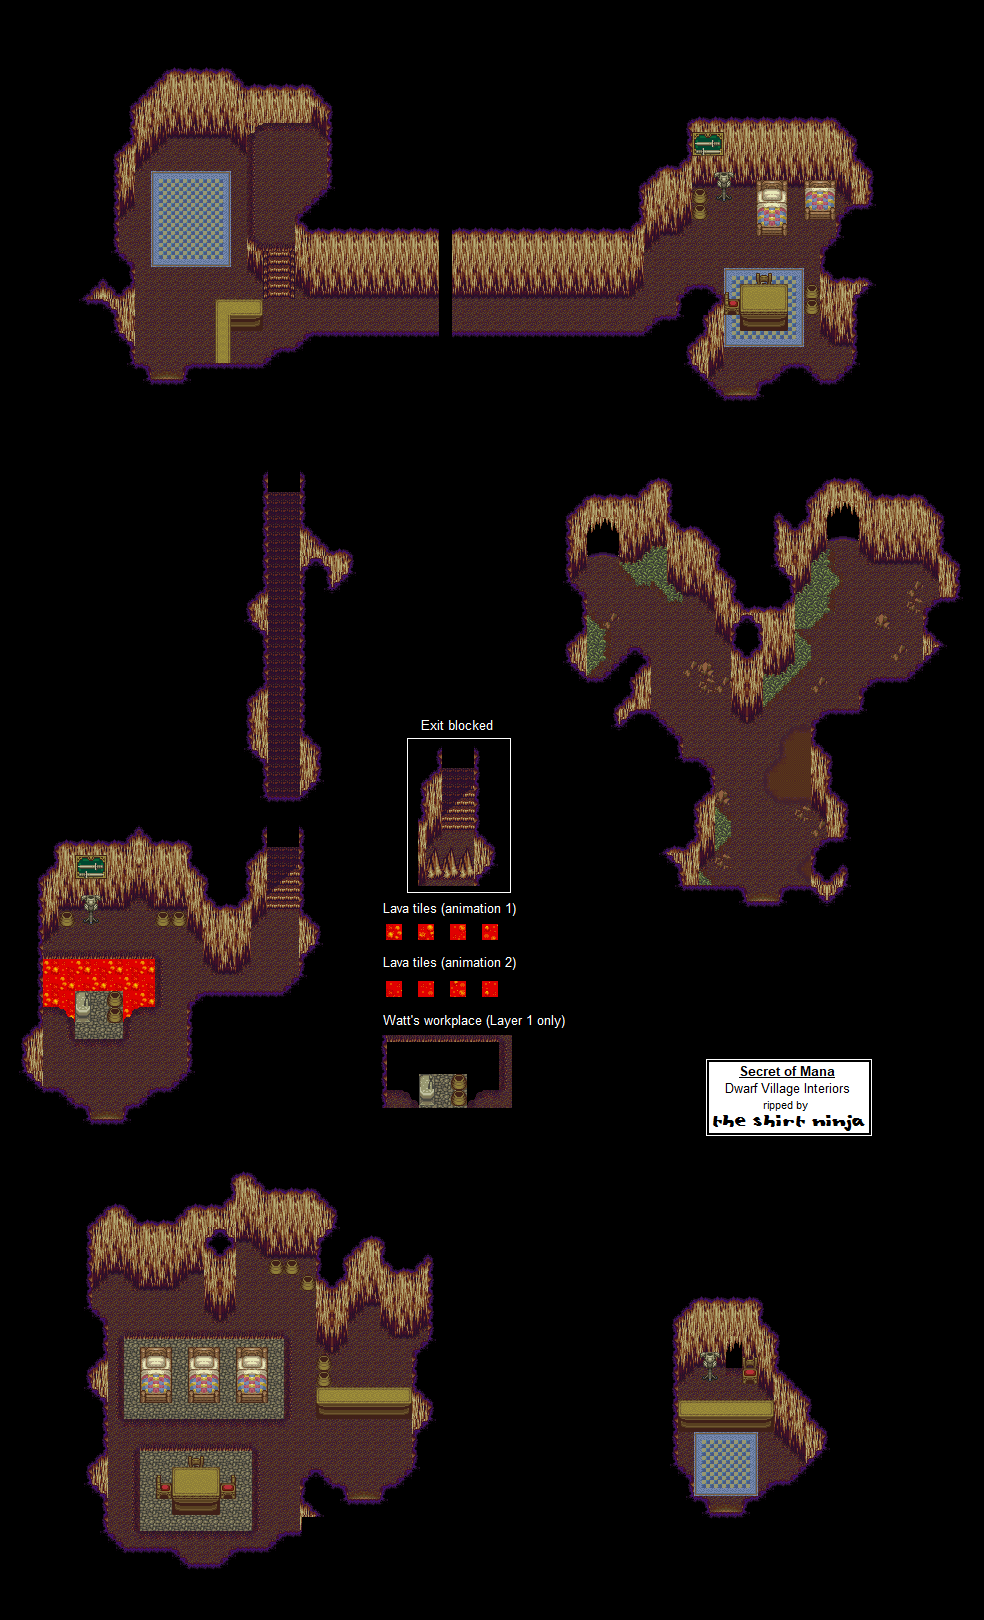 Exit blocked
Lava tiles (animation 1)
Lava tiles (animation 2)
Watt's workplace (Layer 1 only)
Secret of Mana
Dwarf Village Interiors
ripped by
the shirt ninja